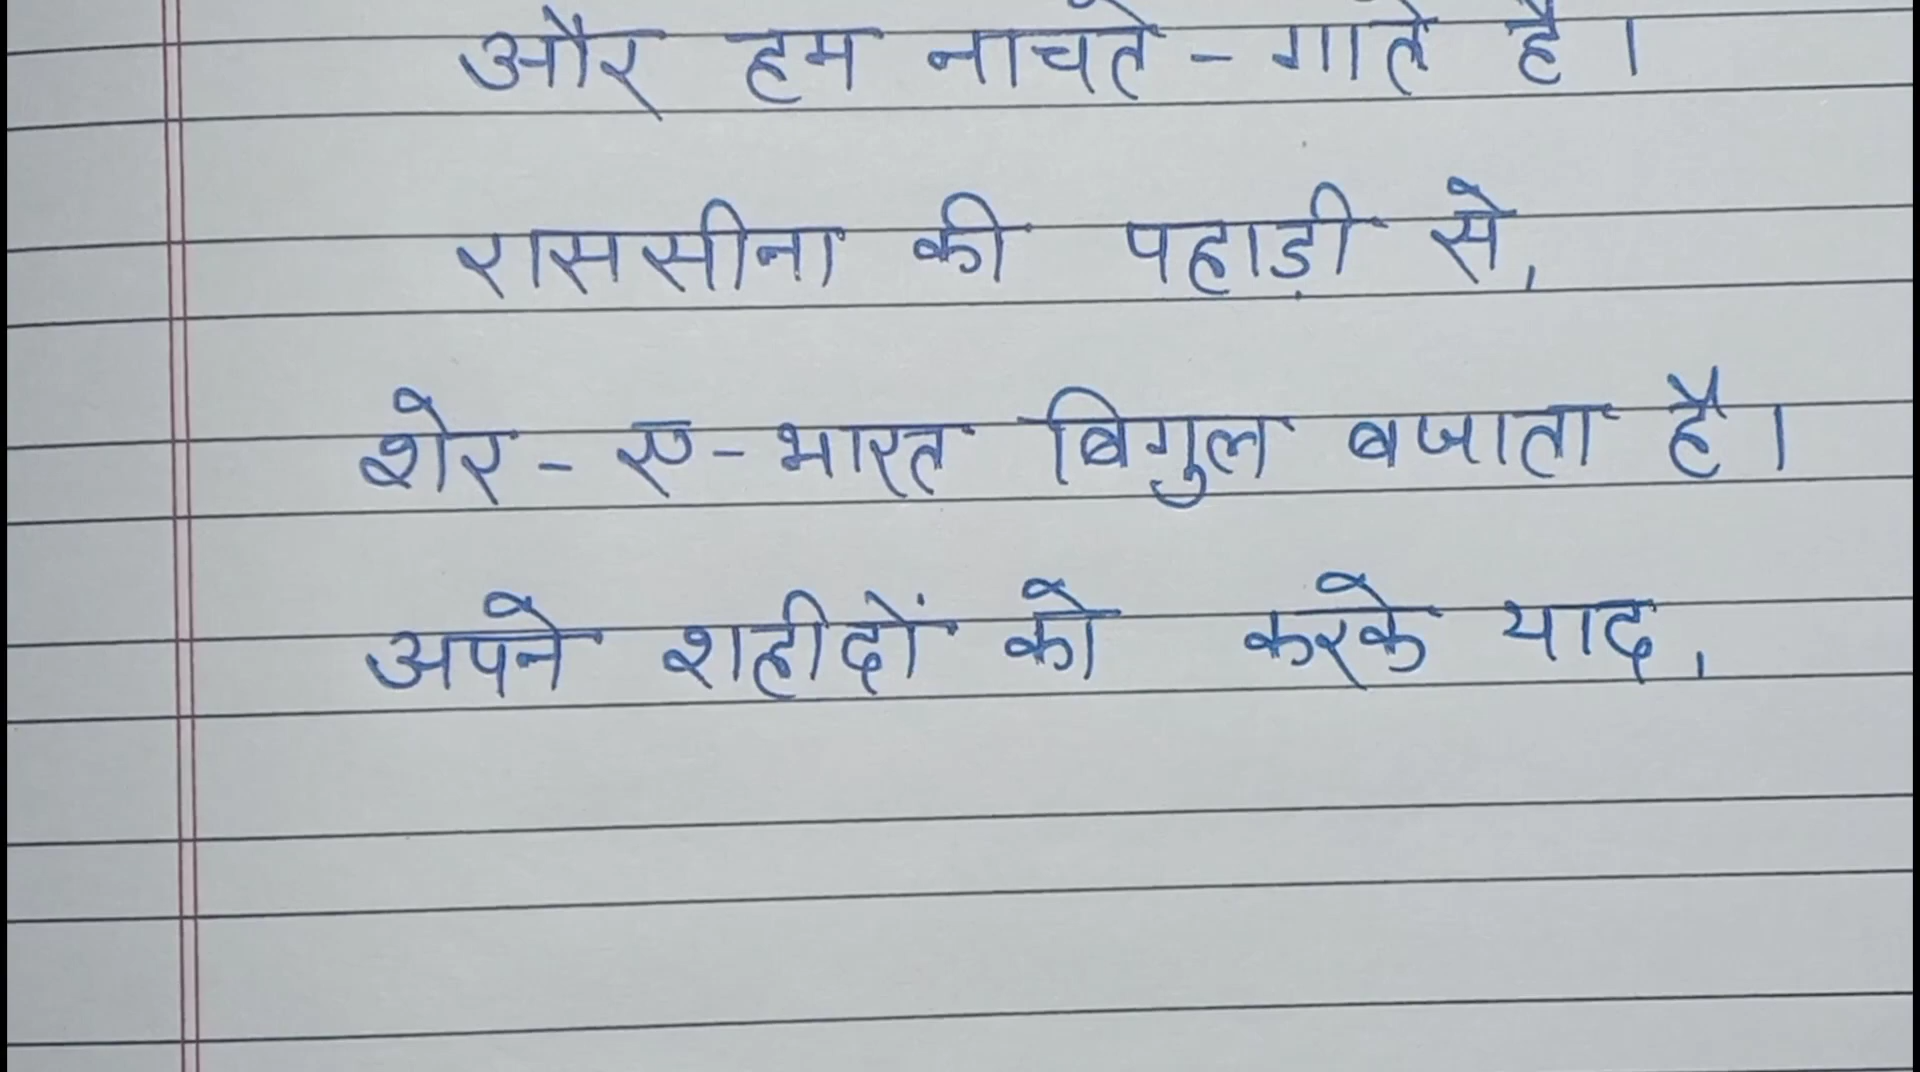 और हम नाचते - गाते है ।
राससीना की पहाड़ी से,
शेर - ए - भारत बिगुल बजाता है ।
अपने शहीदों को करके याद,